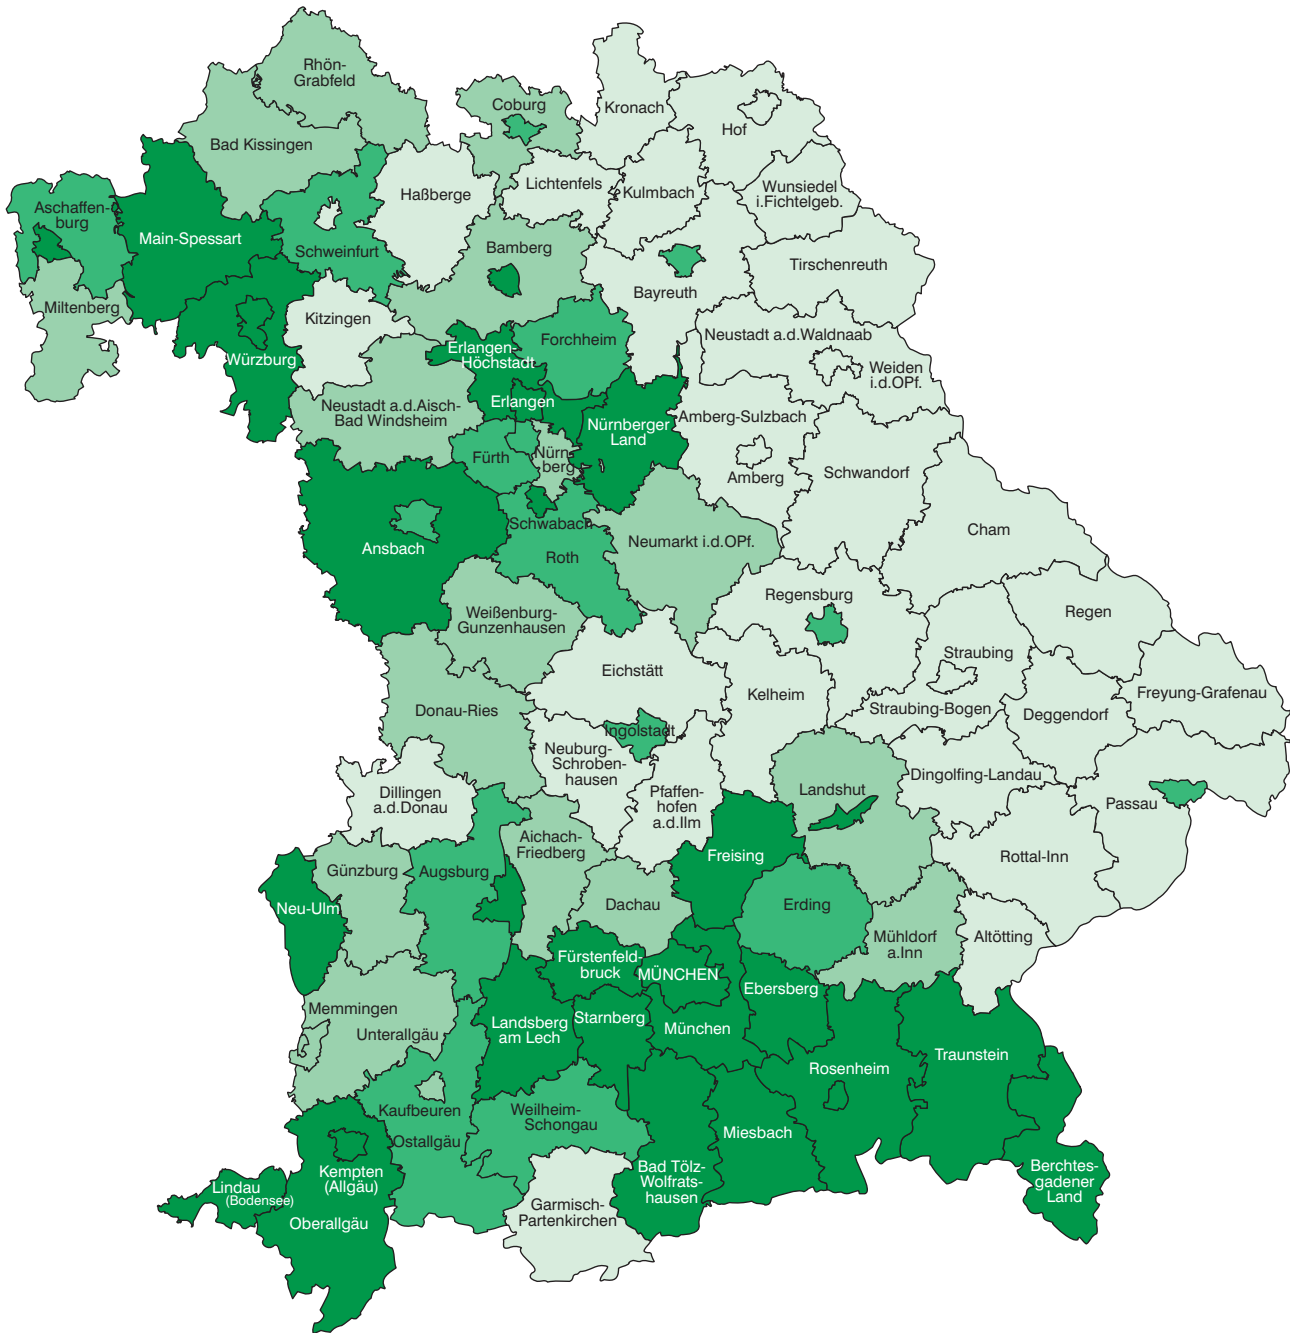 Rhön-
Grabfeld
Coburg
Kronach
Hof
Bad Kissingen
Haßberge
Lichtenfels
Kulmbach
Wunsiedel
i.Fichtelgeb.
Aschaffen-
burg
Main-Spessart
Schweinfurt
Bamberg
Bayreuth
Tirschenreuth
Miltenberg
Kitzingen
Würzburg
Erlangen-
Höchstadt
Forchheim
Neustadt a.d.Waldnaab
Weiden
i.d.OPf.
Neustadt a.d.Aisch-
Bad Windsheim
Erlangen
Nürnberger
Land
Amberg-Sulzbach
Fürth
Nürn-
berg
Amberg
Schwandorf
Ansbach
Schwabach
Roth
Neumarkt i.d.OPf.
Cham
Weißenburg-
Gunzenhausen
Regensburg
Regen
Eichstätt
Kelheim
Straubing
Freyung-Grafenau
Donau-Ries
Ingolstadt
Straubing-Bogen
Deggendorf
Neuburg-
Schroben-
hausen
Dillingen
a.d.Donau
Pfaffen-
hofen
a.d.Ilm
Landshut
Dingolfing-Landau
Passau
Aichach-
Friedberg
Freising
Rottal-Inn
Günzburg
Augsburg
Neu-Ulm
Dachau
Erding
Mühldorf
a.Inn
Altötting
Fürstenfeld-
bruck
MÜNCHEN
Ebersberg
Memmingen
Unterallgäu
Landsberg
am Lech
Starnberg
München
Traunstein
Rosenheim
Kaufbeuren
Ostallgäu
Weilheim-
Schongau
Miesbach
Bad Tölz-
Wolfrats-
hausen
Berchtes-
gadener
Land
Kempten
(Allgäu)
Lindau
(Bodensee)
Oberallgäu
Garmisch-
Partenkirchen